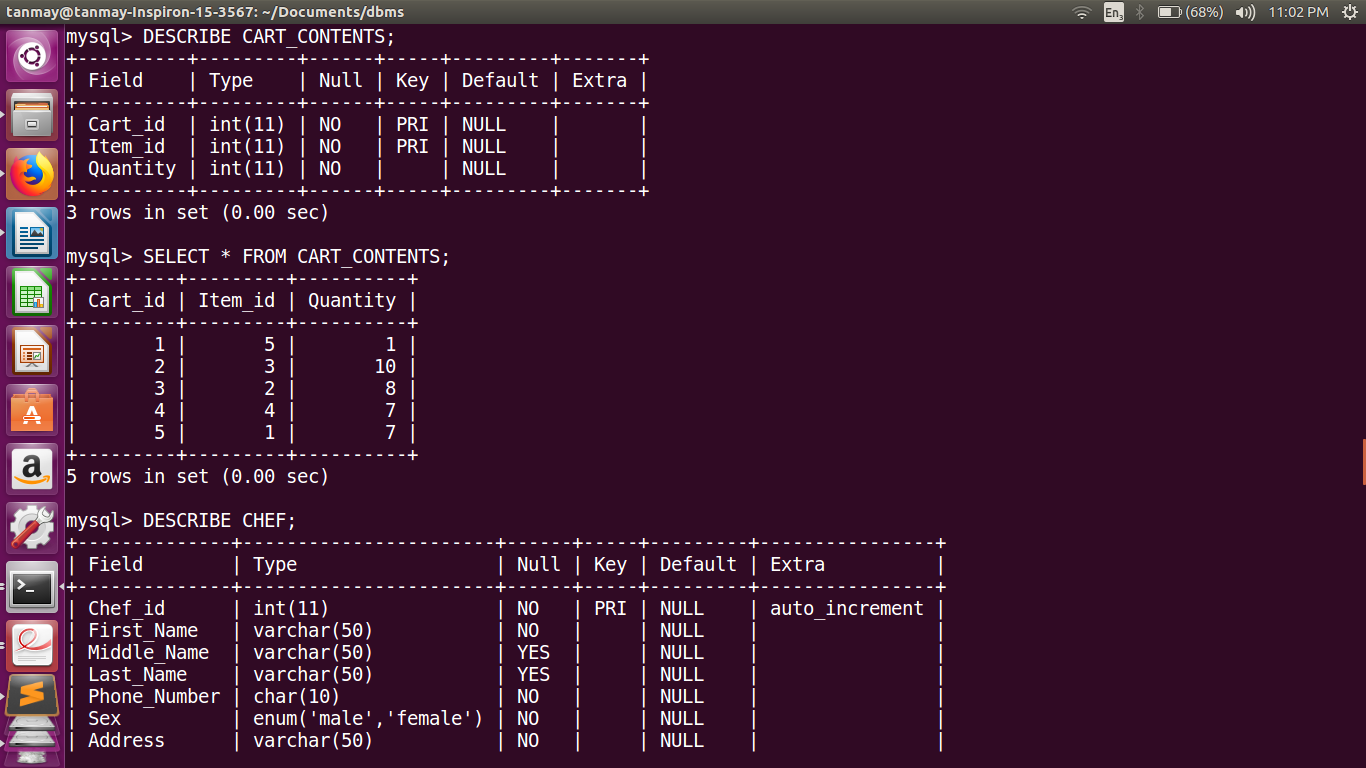 tanmay@tanmay-Inspiron-15-3567: ~/Documents/dbms En3 (68%) 11:02 PM
mysql> DESCRIBE CART_CONTENTS;
+----------+---------+------+-----+---------+-------+
| Field    | Type    | Null | Key | Default | Extra |
+----------+---------+------+-----+---------+-------+
| Cart_id  | int(11) | NO   | PRI | NULL    |       |
| Item_id  | int(11) | NO   | PRI | NULL    |       |
| Quantity | int(11) | NO   |     | NULL    |       |
+----------+---------+------+-----+---------+-------+
3 rows in set (0.00 sec)

mysql> SELECT * FROM CART_CONTENTS;
+---------+---------+----------+
| Cart_id | Item_id | Quantity |
+---------+---------+----------+
|       1 |       5 |        1 |
|       2 |       3 |       10 |
|       3 |       2 |        8 |
|       4 |       4 |        7 |
|       5 |       1 |        7 |
+---------+---------+----------+
5 rows in set (0.00 sec)

mysql> DESCRIBE CHEF;
+--------------+-----------------------+------+-----+---------+----------------+
| Field        | Type                  | Null | Key | Default | Extra          |
+--------------+-----------------------+------+-----+---------+----------------+
| Chef_id      | int(11)               | NO   | PRI | NULL    | auto_increment |
| First_Name   | varchar(50)           | NO   |     | NULL    |                |
| Middle_Name  | varchar(50)           | YES  |     | NULL    |                |
| Last_Name    | varchar(50)           | YES  |     | NULL    |                |
| Phone_Number | char(10)              | NO   |     | NULL    |                |
| Sex          | enum('male','female') | NO   |     | NULL    |                |
| Address      | varchar(50)           | NO   |     | NULL    |                |